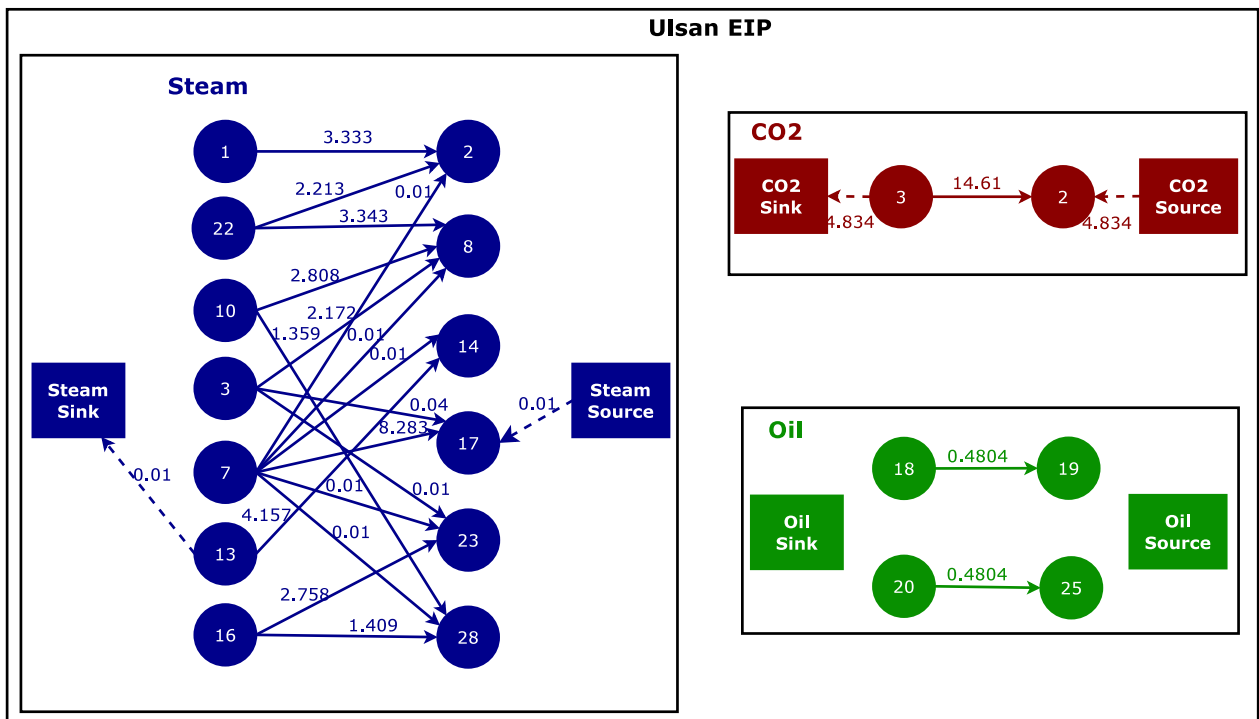 Ulsan EIP
Steam
1
3.333
2
22
2.213
0.01
3.343
8
10
2.808
2.172
1.359
0.01
0.01
14
3
Steam
Sink
0.04
8.283
17
0.01
Steam
Source
7
0.01
0.01
0.01
4.157
0.01
23
13
2.758
16
1.409
28
CO2
CO2
Sink
4.834
3
14.61
2
4.834
CO2
Source
Oil
18
0.4804
19
Oil
Sink
Oil
Source
20
0.4804
25